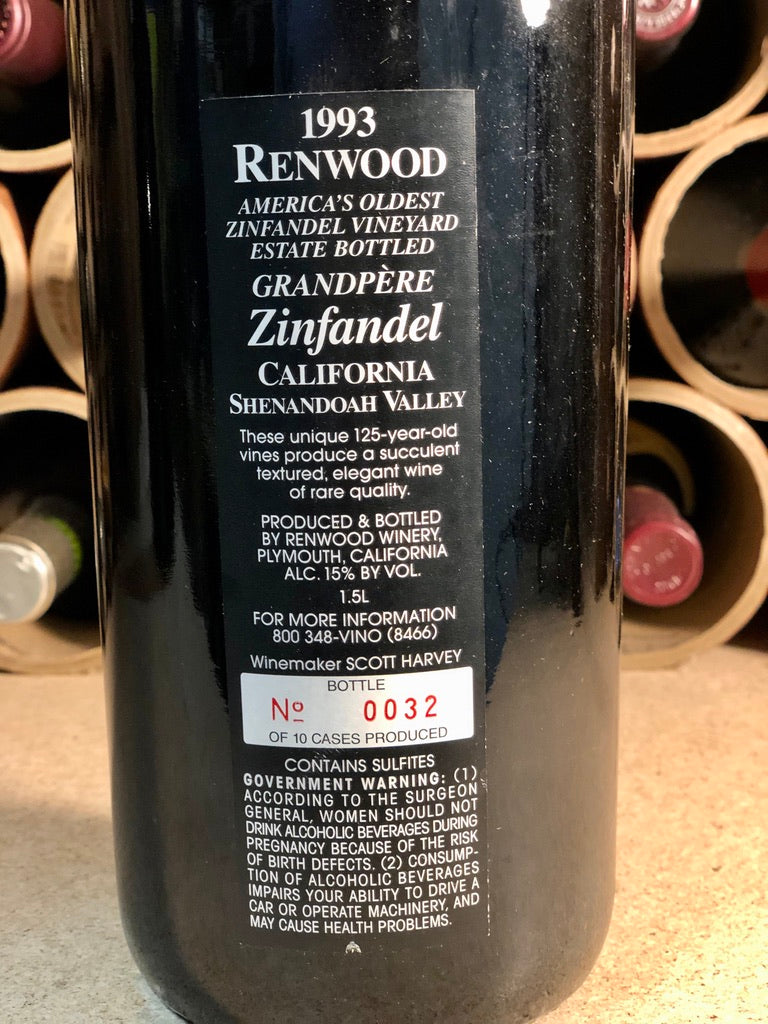 1993
RENWOOD
AMERICA'S OLDEST
ZINFANDEL VINEYARD
ESTATE BOTTLED
GRANDPÈRE
Zinfandel
CALIFORNIA
SHENANDOAH VALLEY
These unique 125-year-old
vines produce a succulent
textured, elegant wine
of rare quality.
PRODUCED & BOTTLED
BY RENWOOD WINERY,
PLYMOUTH, CALIFORNIA
ALC. 15% BY VOL.
1.5L
FOR MORE INFORMATION
800 348-VINO (8466)
Winemaker SCOTT HARVEY
BOTTLE
Nº 0032
OF 10 CASES PRODUCED
CONTAINS SULFITES
GOVERNMENT WARNING: (1)
ACCORDING TO THE SURGEON
GENERAL, WOMEN SHOULD NOT
DRINK ALCOHOLIC BEVERAGES DURING
PREGNANCY BECAUSE OF THE RISK
OF BIRTH DEFECTS. (2) CONSUMP-
TION OF ALCOHOLIC BEVERAGES
IMPAIRS YOUR ABILITY TO DRIVE A
CAR OR OPERATE MACHINERY, AND
MAY CAUSE HEALTH PROBLEMS.